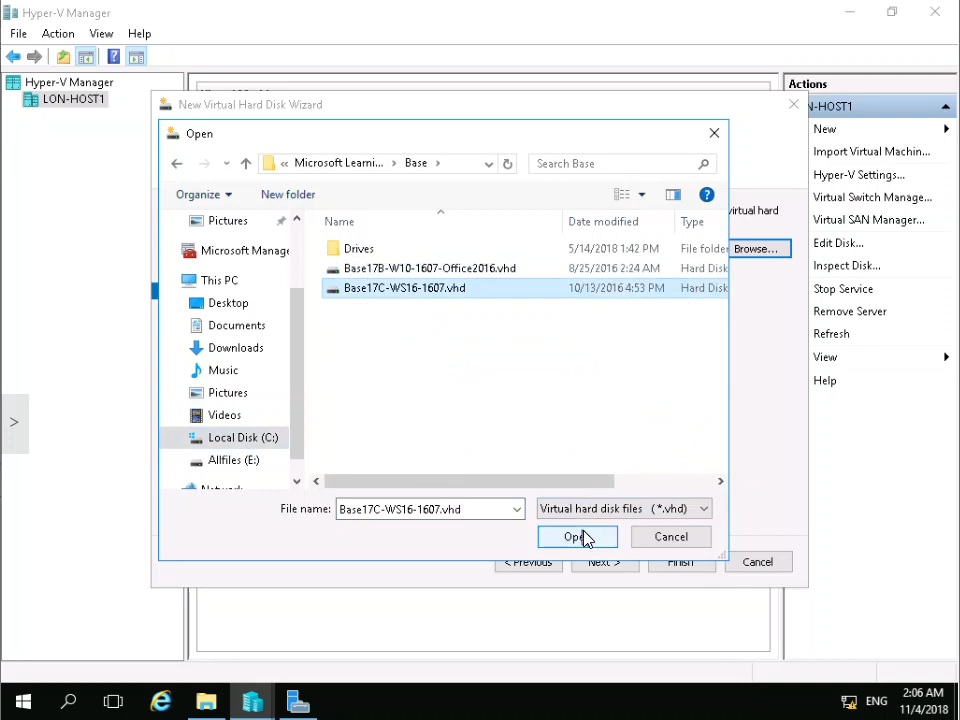 Hyper-V Manager
File Action View Help
Hyper-V Manager
LON-HOST1
New Virtual Hard Disk Wizard
Open
« Microsoft Learni... > Base >
Search Base
Organize
New folder
Name
Date modified
Type
Pictures
Microsoft Manage
This PC
Desktop
Documents
Downloads
Music
Pictures
Videos
Local Disk (C:)
Allfiles (E:)
Drives 5/14/2018 1:42 PM File folder
Base17B-W10-1607-Office2016.vhd 8/25/2016 2:24 AM Hard Disk
Base17C-WS16-1607.vhd 10/13/2016 4:53 PM Hard Disk
File name: Base17C-WS16-1607.vhd
Virtual hard disk files (*.vhd)
Cancel
virtual hard
Browse...
< Previous Next > Finish Cancel
Actions
N-HOST1
New
Import Virtual Machin...
Hyper-V Settings...
Virtual Switch Manage...
Virtual SAN Manager...
Edit Disk...
Inspect Disk...
Stop Service
Remove Server
Refresh
View
Help
ENG
2:06 AM
11/4/2018